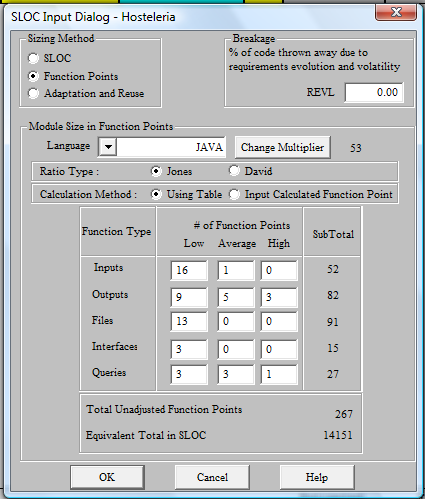 SLOC Input Dialog - Hosteleria
Sizing Method
SLOC
Function Points
Adaptation and Reuse
Breakage
% of code thrown away due to
requirements evolution and volatility
REVL 0.00
Module Size in Function Points
Language JAVA Change Multiplier 53
Ratio Type : Jones David
Calculation Method : Using Table Input Calculated Function Point
Function Type # of Function Points SubTotal
Low Average High
Inputs 16 1 0 52
Outputs 9 5 3 82
Files 13 0 0 91
Interfaces 3 0 0 15
Queries 3 3 1 27
Total Unadjusted Function Points 267
Equivalent Total in SLOC 14151
OK Cancel Help